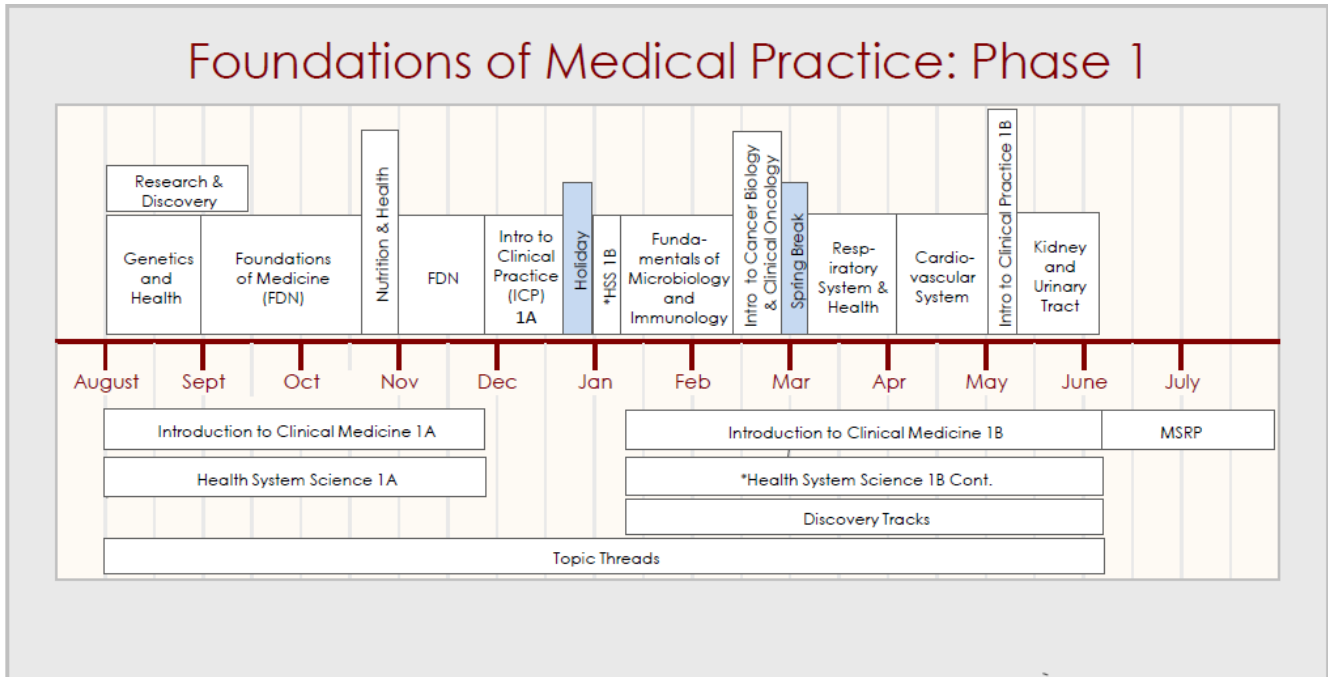 Foundations of Medical Practice: Phase 1
Research &
Discovery
Genetics
and
Health
Foundations
of Medicine
(FDN)
Nutrition & Health
FDN
Intro to
Clinical
Practice
(ICP)
1A
Holiday
*HSS 1B
Funda-
mentals of
Microbiology
and
Immunology
Intro to Cancer Biology
& Clinical Oncology
Spring Break
Resp-
iratory
System &
Health
Cardio-
vascular
System
Intro to Clinical Practice 1B
Kidney
and
Urinary
Tract
August Sept Oct Nov Dec Jan Feb Mar Apr May June July
Introduction to Clinical Medicine 1A
Introduction to Clinical Medicine 1B
MSRP
Health System Science 1A
*Health System Science 1B Cont.
Discovery Tracks
Topic Threads